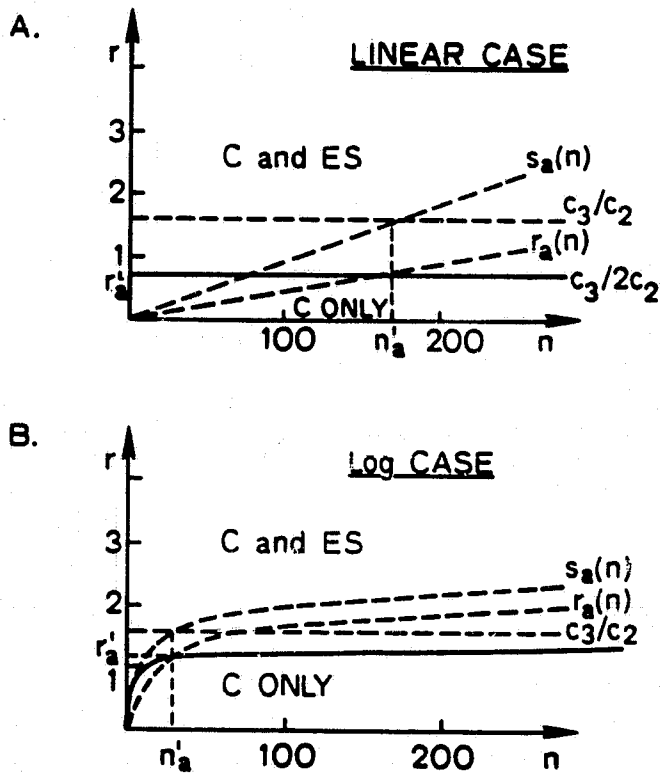 A.
r
LINEAR CASE
3
C and ES
sₐ(n)
2
c₃/c₂
1
rₐ(n)
r'ₐ
c₃/2c₂
C ONLY
100
n'ₐ
200
n
B.
r
Log CASE
3
C and ES
sₐ(n)
2
rₐ(n)
r'ₐ
c₃/c₂
1
C ONLY
n'ₐ
100
200
n